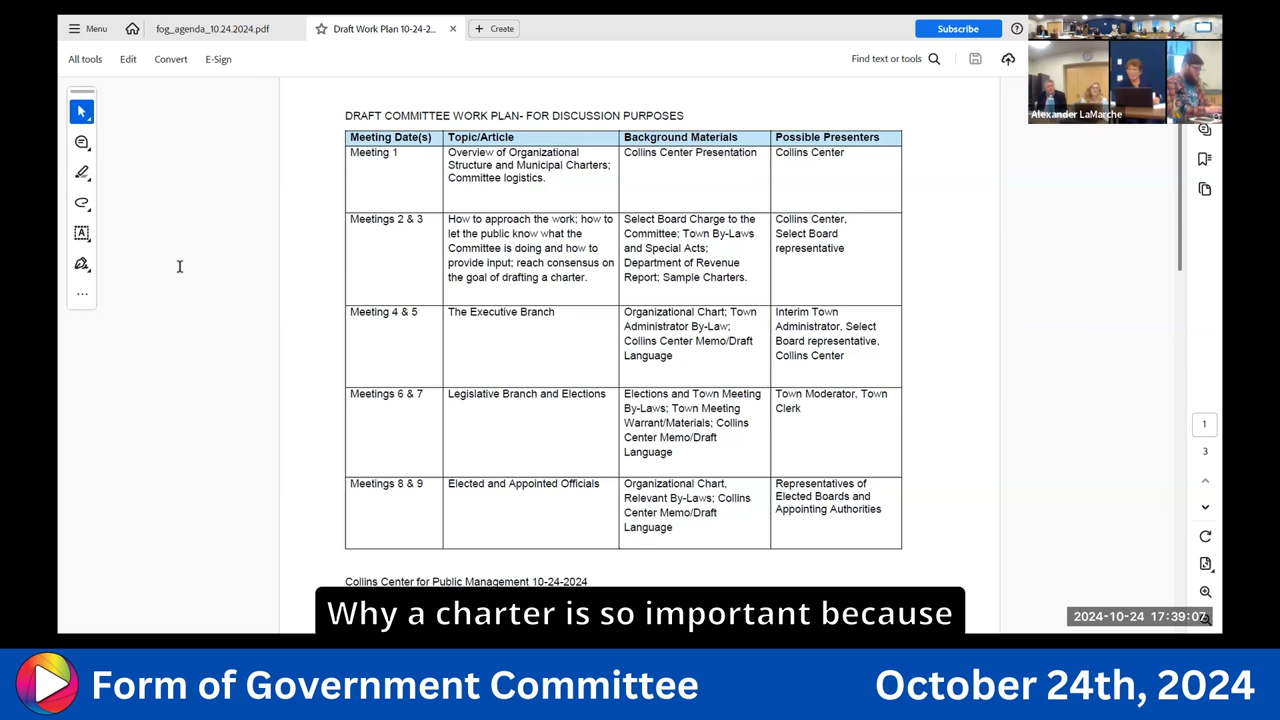 Menu
fog_agenda_10.24.2024.pdf
Draft Work Plan 10-24-2...
Create
Subscribe
All tools Edit Convert E-Sign
Find text or tools
Alexander LaMarche
DRAFT COMMITTEE WORK PLAN- FOR DISCUSSION PURPOSES
Meeting Date(s) Topic/Article Background Materials Possible Presenters
Meeting 1
Overview of Organizational
Structure and Municipal Charters;
Committee logistics.
Collins Center Presentation
Collins Center
Meetings 2 & 3
How to approach the work; how to
let the public know what the
Committee is doing and how to
provide input; reach consensus on
the goal of drafting a charter.
Select Board Charge to the
Committee; Town By-Laws
and Special Acts;
Department of Revenue
Report; Sample Charters.
Collins Center,
Select Board
representative
Meeting 4 & 5
The Executive Branch
Organizational Chart; Town
Administrator By-Law;
Collins Center Memo/Draft
Language
Interim Town
Administrator, Select
Board representative,
Collins Center
Meetings 6 & 7
Legislative Branch and Elections
Elections and Town Meeting
By-Laws; Town Meeting
Warrant/Materials; Collins
Center Memo/Draft
Language
Town Moderator, Town
Clerk
Meetings 8 & 9
Elected and Appointed Officials
Organizational Chart,
Relevant By-Laws; Collins
Center Memo/Draft
Language
Representatives of
Elected Boards and
Appointing Authorities
Collins Center for Public Management 10-24-2024
1
3
Why a charter is so important because
2024-10-24 17:39:07
Form of Government Committee
October 24th, 2024